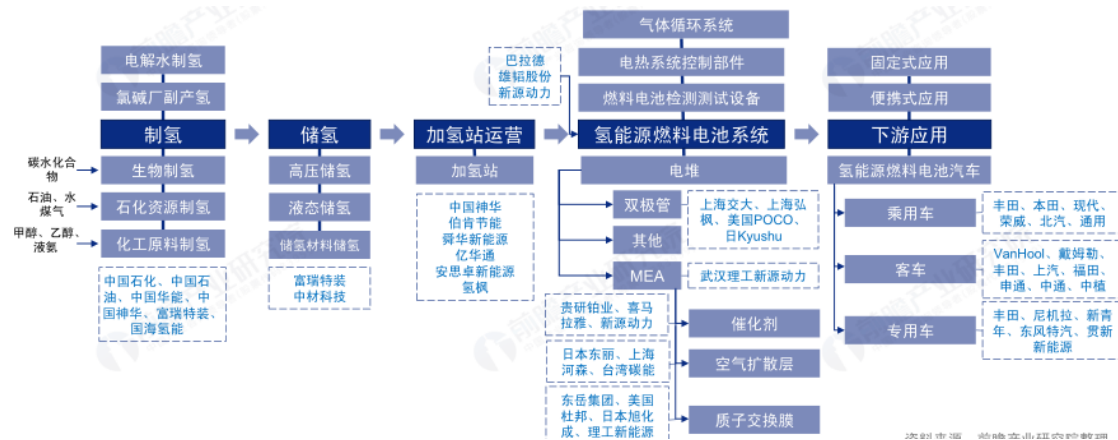 电解水制氢
氯碱厂副产氢
制氢
碳水化合
物
生物制氢
石油、水
煤气
石化资源制氢
甲醇、乙醇、
液氨
化工原料制氢
中国石化、中国石
油、中国华能、中
国神华、富瑞特装、
国海氢能
储氢
高压储氢
液态储氢
储氢材料储氢
富瑞特装
中材科技
加氢站运营
加氢站
中国神华
伯肯节能
舜华新能源
亿华通
安思卓新能源
氢枫
巴拉德
雄韬股份
新源动力
气体循环系统
电热系统控制部件
燃料电池检测测试设备
氢能源燃料电池系统
电堆
双极管
上海交大、上海弘
枫、美国POCO、
日Kyushu
其他
MEA
武汉理工新源动力
贵研铂业、喜马
拉雅、新源动力
催化剂
日本东丽、上海
河森、台湾碳能
空气扩散层
东岳集团、美国
杜邦、日本旭化
成、理工新能源
质子交换膜
固定式应用
便携式应用
下游应用
氢能源燃料电池汽车
乘用车
丰田、本田、现代、
荣威、北汽、通用
客车
VanHool、戴姆勒、
丰田、上汽、福田、
申通、中通、中植
专用车
丰田、尼机拉、新青
年、东风特汽、贯新
新能源
资料来源 前瞻产业研究院整理